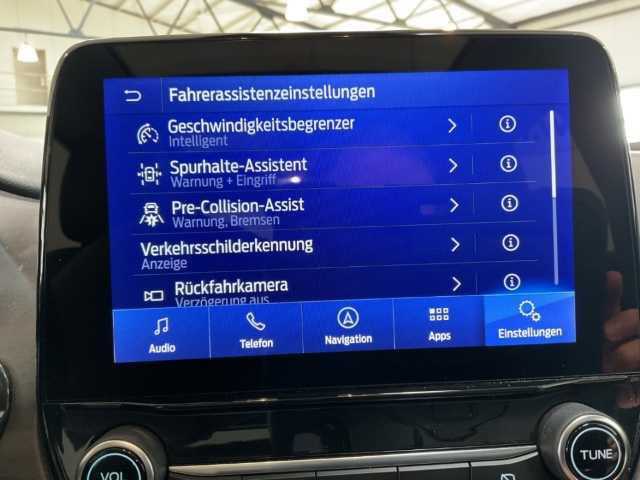 Fahrerassistenzeinstellungen
Geschwindigkeitsbegrenzer
Intelligent
Spurhalte-Assistent
Warnung + Eingriff
Pre-Collision-Assist
Warnung, Bremsen
Verkehrsschilderkennung
Anzeige
Rückfahrkamera
Verzögerung aus
Audio
Telefon
Navigation
Apps
Einstellungen
VOL
TUNE